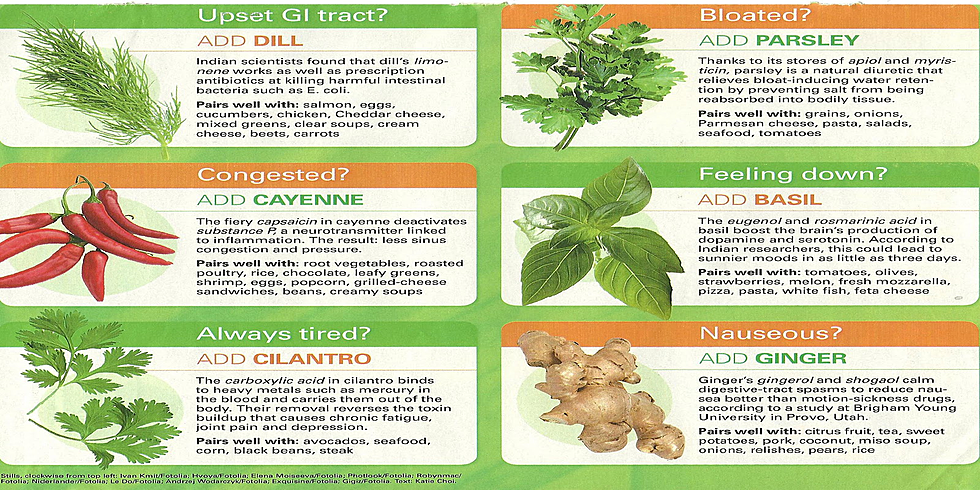 Upset GI tract?
ADD DILL
Indian scientists found that dill's limo-
nene works as well as prescription
antibiotics at killing harmful intestinal
bacteria such as E. coli.
Pairs well with: salmon, eggs,
cucumbers, chicken, Cheddar cheese,
mixed greens, clear soups, cream
cheese, beets, carrots
Bloated?
ADD PARSLEY
Thanks to its stores of apiol and myris-
ticin, parsley is a natural diuretic that
relieves bloat-inducing water reten-
tion by preventing salt from being
reabsorbed into bodily tissue.
Pairs well with: grains, onions,
Parmesan cheese, pasta, salads,
seafood, tomatoes
Congested?
ADD CAYENNE
The fiery capsaicin in cayenne deactivates
substance P, a neurotransmitter linked
to inflammation. The result: less sinus
congestion and pressure.
Pairs well with: root vegetables, roasted
poultry, rice, chocolate, leafy greens,
shrimp, eggs, popcorn, grilled-cheese
sandwiches, beans, creamy soups
Feeling down?
ADD BASIL
The eugenol and rosmarinic acid in
basil boost the brain's production of
dopamine and serotonin. According to
Indian researchers, this could lead to
sunnier moods in as little as three days.
Pairs well with: tomatoes, olives,
strawberries, melon, fresh mozzarella,
pizza, pasta, white fish, feta cheese
Always tired?
ADD CILANTRO
The carboxylic acid in cilantro binds
to heavy metals such as mercury in
the blood and carries them out of the
body. Their removal reverses the toxin
buildup that causes chronic fatigue,
joint pain and depression.
Pairs well with: avocados, seafood,
corn, black beans, steak
Nauseous?
ADD GINGER
Ginger's gingerol and shogaol calm
digestive-tract spasms to reduce nau-
sea better than motion-sickness drugs,
according to a study at Brigham Young
University in Provo, Utah.
Pairs well with: citrus fruit, tea, sweet
potatoes, pork, coconut, miso soup,
onions, relishes, pears, rice
Stills, clockwise from top left: Ivan Kmit/Fotolia; Hvoya/Fotolia; Elena Moiseeva/Fotolia; Photlook/Fotolia; Rohynmar/
Fotolia; Niderlander/Fotolia; Le Do/Fotolia; Andrzej Wodarczyk/Fotolia; Exquisine/Fotolia; Gigiz/Fotolia. Text: Katie Choi.